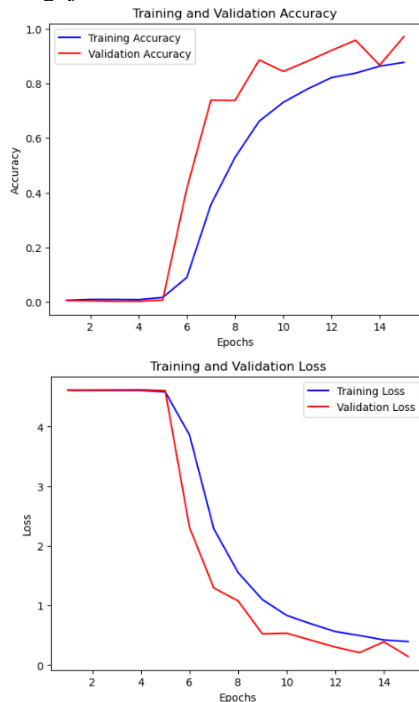 Training and Validation Accuracy
1.0
0.8
0.6
0.4
0.2
0.0
Accuracy
Training Accuracy
Validation Accuracy
2 4 6 8 10 12 14
Epochs
Training and Validation Loss
4
3
2
1
0
Loss
Training Loss
Validation Loss
2 4 6 8 10 12 14
Epochs